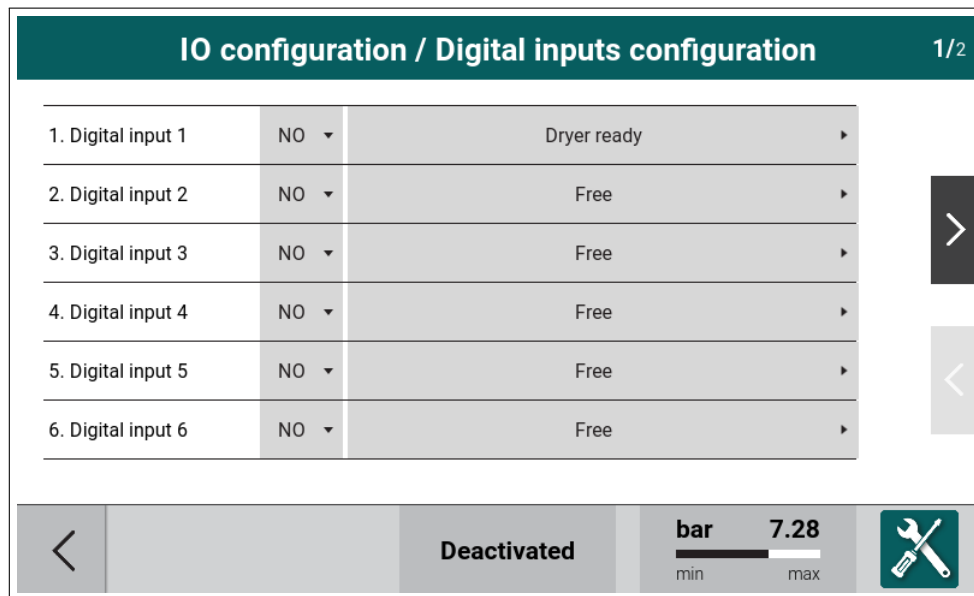 IO configuration / Digital inputs configuration 1/2
1. Digital input 1 NO Dryer ready
2. Digital input 2 NO Free
3. Digital input 3 NO Free
4. Digital input 4 NO Free
5. Digital input 5 NO Free
6. Digital input 6 NO Free
Deactivated
bar 7.28
min max